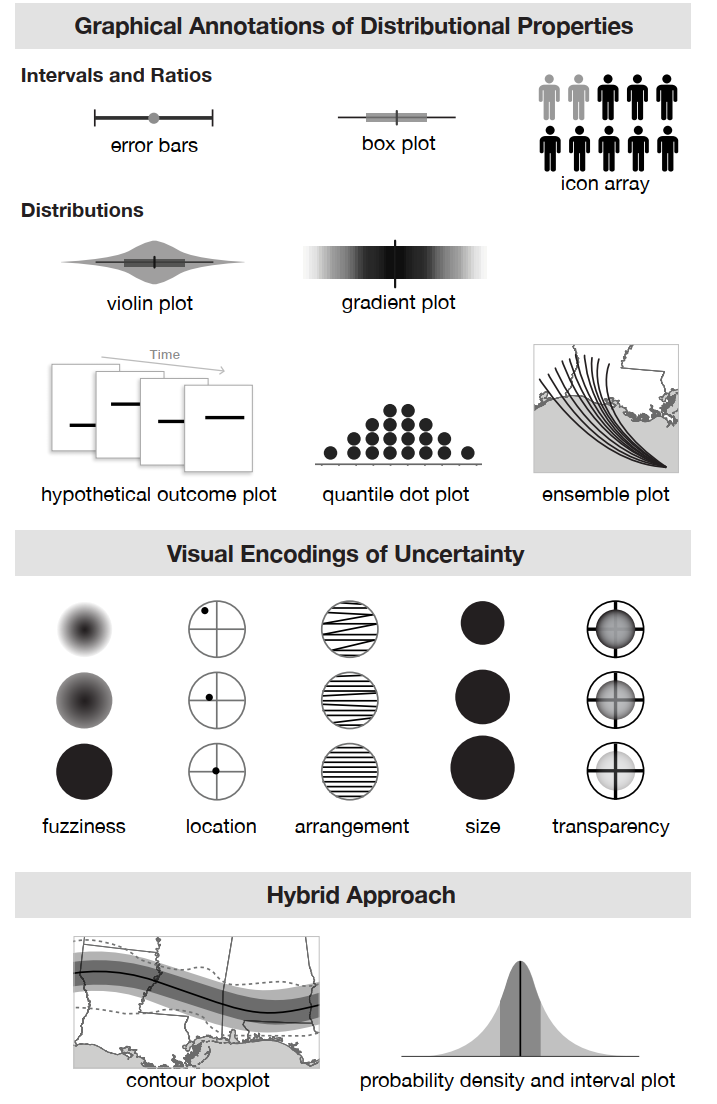 Graphical Annotations of Distributional Properties
Intervals and Ratios
error bars
box plot
icon array
Distributions
violin plot
gradient plot
Time
hypothetical outcome plot
quantile dot plot
ensemble plot
Visual Encodings of Uncertainty
fuzziness
location
arrangement
size
transparency
Hybrid Approach
contour boxplot
probability density and interval plot